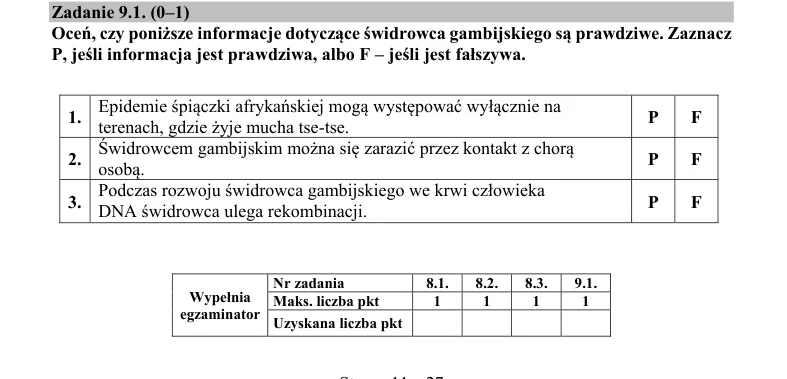 Zadanie 9.1. (0–1)
Oceń, czy poniższe informacje dotyczące świdrowca gambijskiego są prawdziwe. Zaznacz
P, jeśli informacja jest prawdziwa, albo F – jeśli jest fałszywa.
1. Epidemie śpiączki afrykańskiej mogą występować wyłącznie na
terenach, gdzie żyje mucha tse-tse. P F
2. Świdrowcem gambijskim można się zarazić przez kontakt z chorą
osobą. P F
3. Podczas rozwoju świdrowca gambijskiego we krwi człowieka
DNA świdrowca ulega rekombinacji. P F
Wypełnia
egzaminator
Nr zadania 8.1. 8.2. 8.3. 9.1.
Maks. liczba pkt 1 1 1 1
Uzyskana liczba pkt